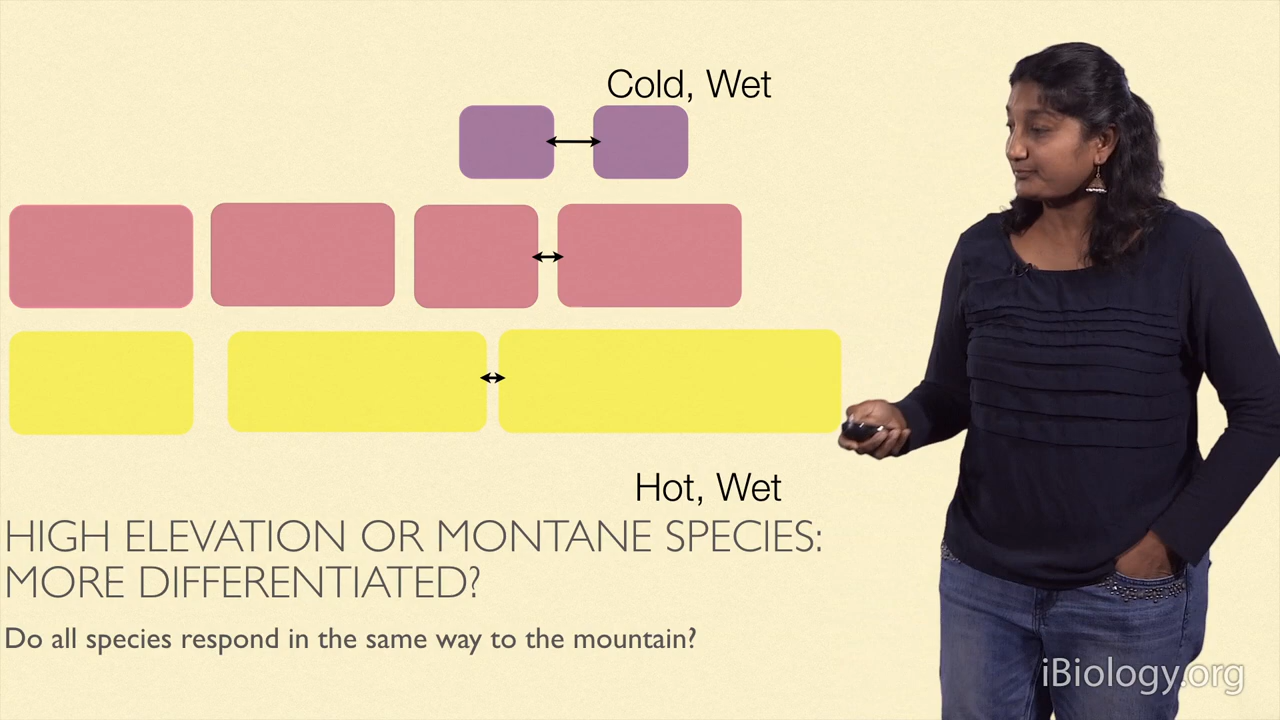 Cold, Wet
Hot, Wet
HIGH ELEVATION OR MONTANE SPECIES:
MORE DIFFERENTIATED?
Do all species respond in the same way to the mountain?
iBiology.org